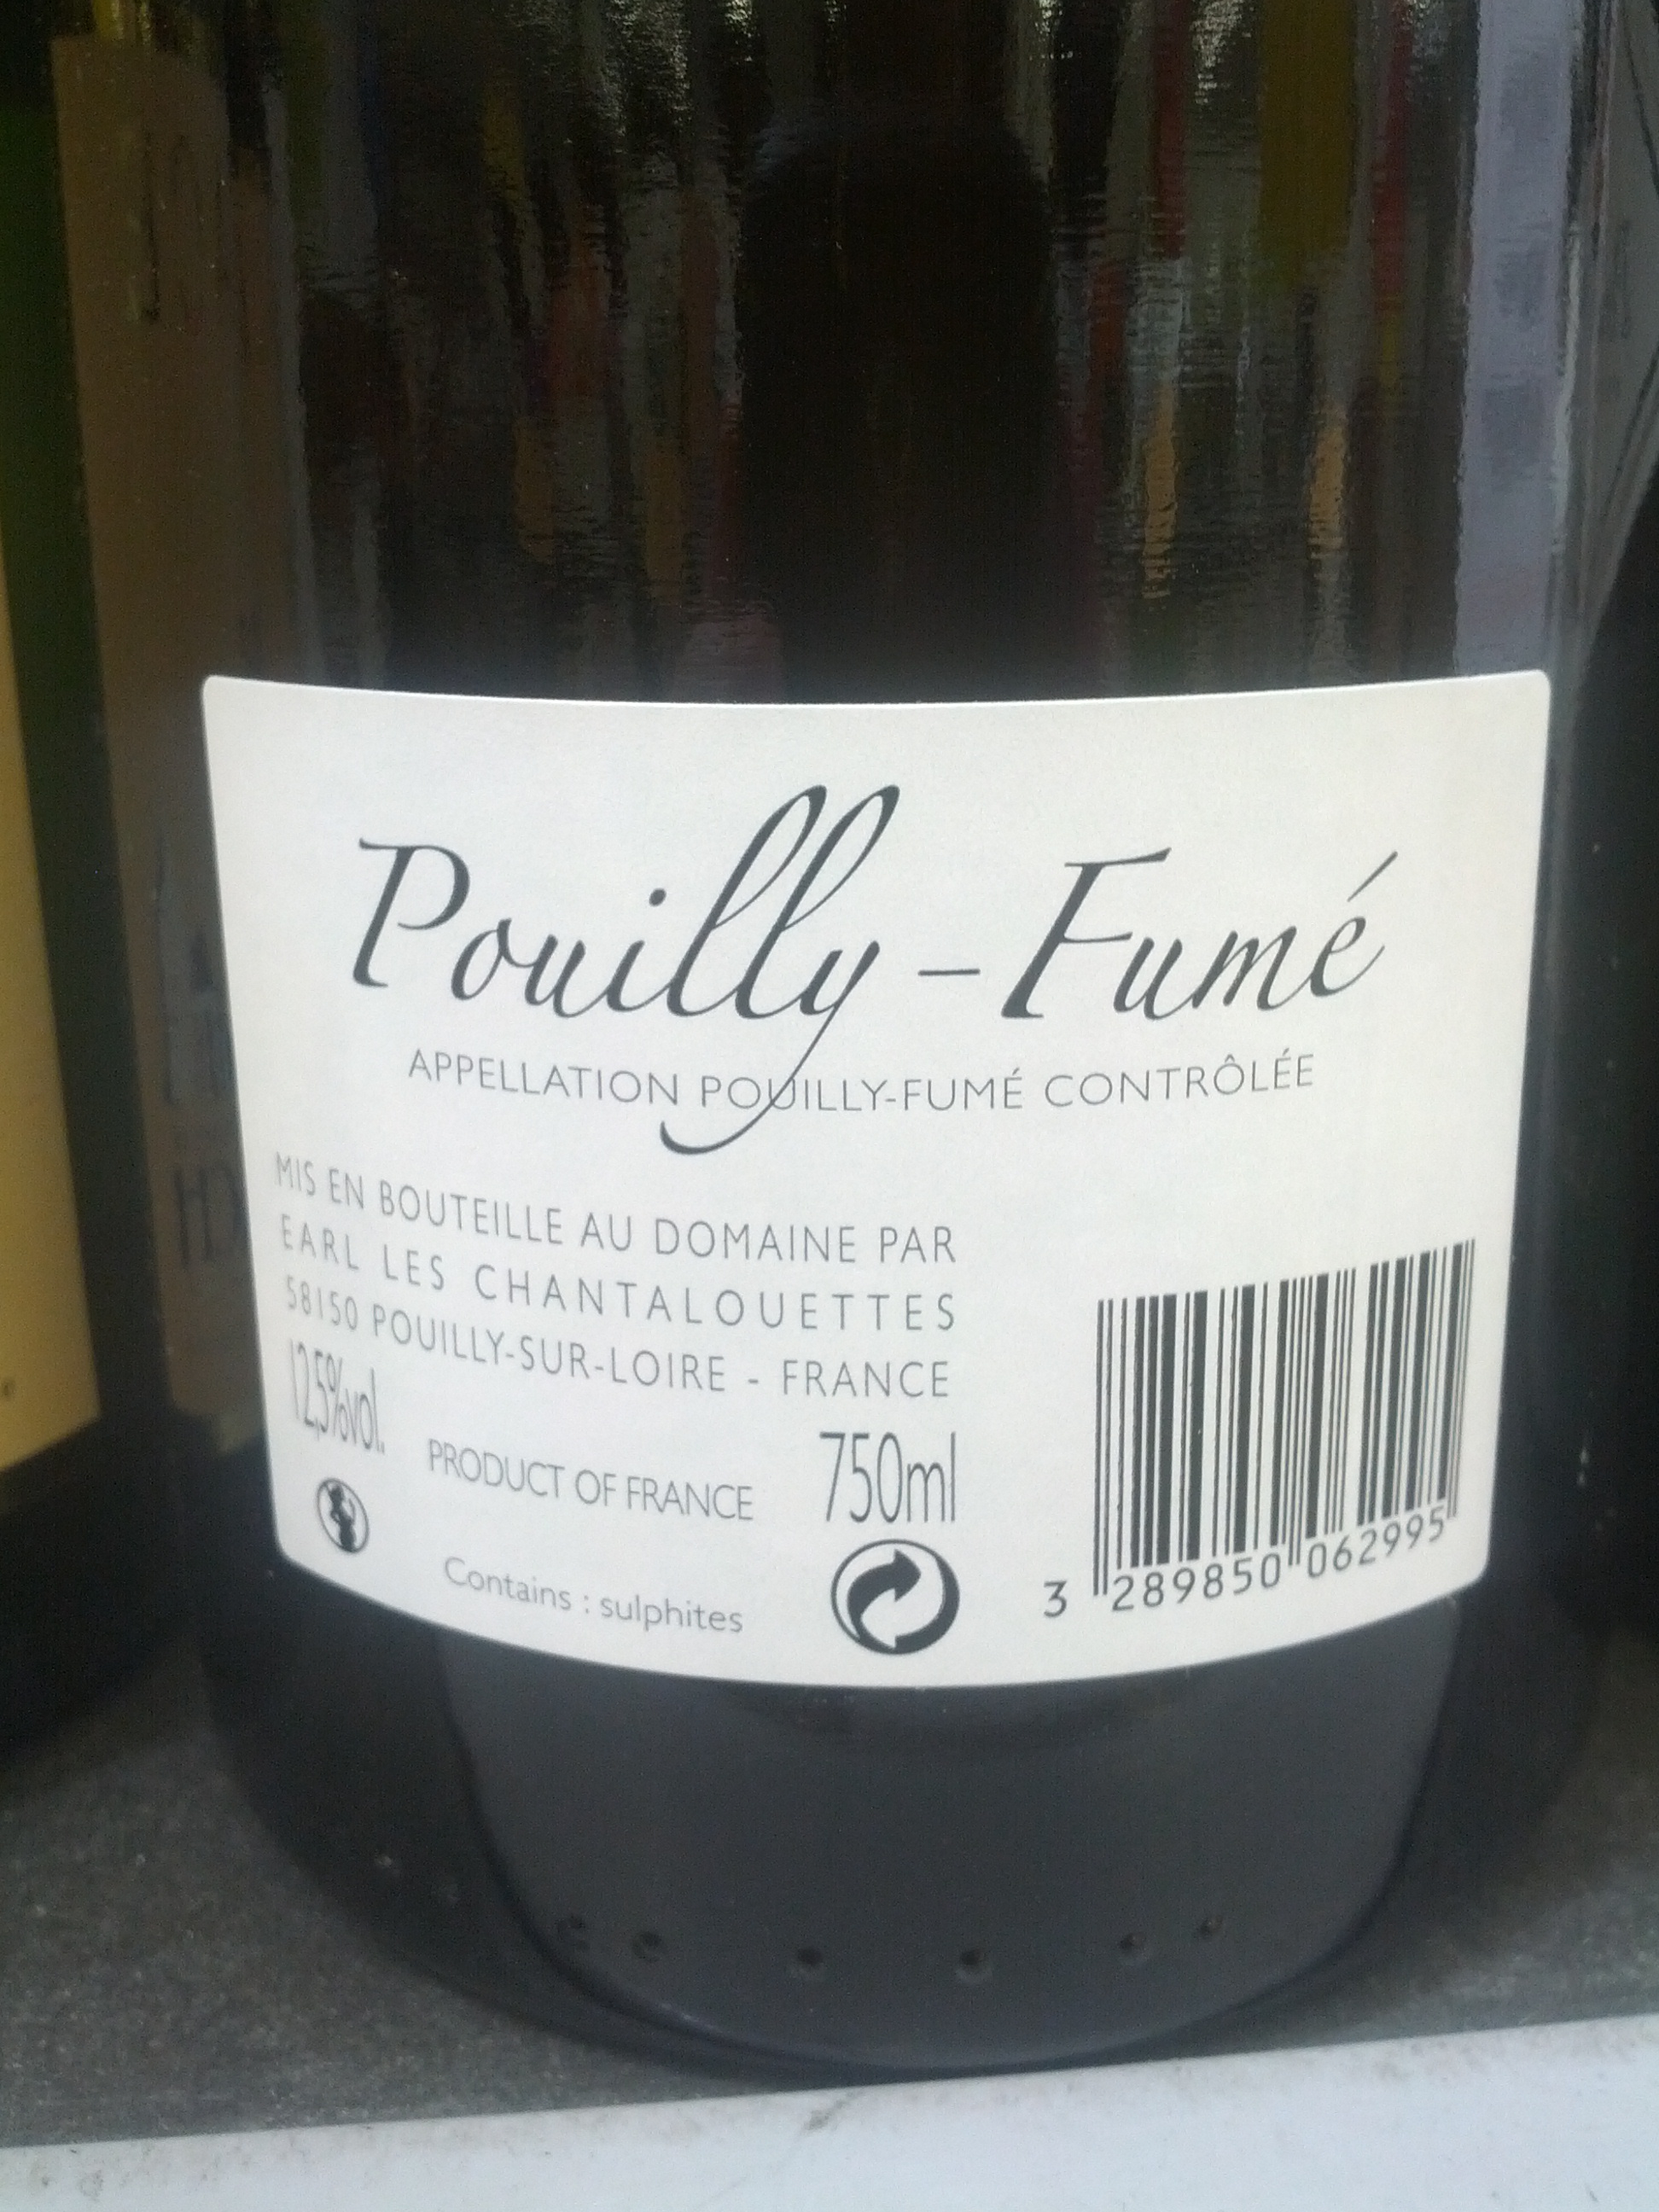 Pouilly-Fumé
APPELLATION POUILLY-FUMÉ CONTRÔLÉE
MIS EN BOUTEILLE AU DOMAINE PAR
EARL LES CHANTALOUETTES
58150 POUILLY-SUR-LOIRE - FRANCE
12,5%vol.
PRODUCT OF FRANCE
750ml
Contains : sulphites
3 289850 062995